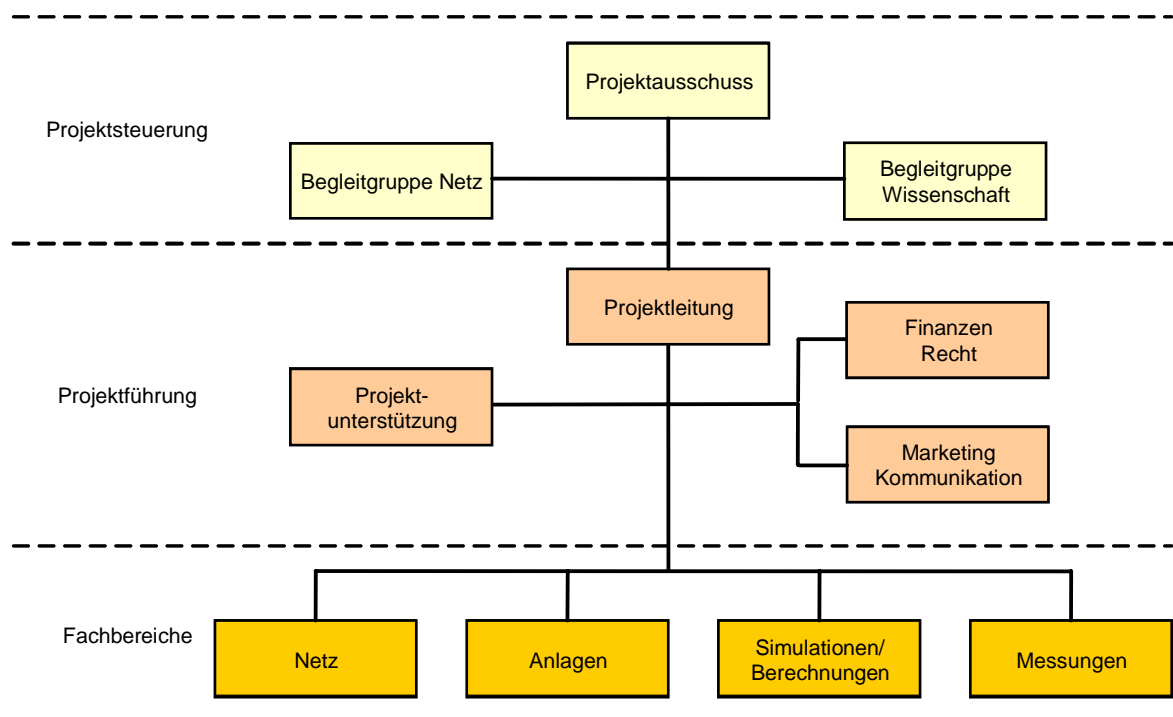 Projektausschuss
Projektsteuerung
Begleitgruppe Netz
Begleitgruppe
Wissenschaft
Projektleitung
Finanzen
Recht
Projektführung
Projekt-
unterstützung
Marketing
Kommunikation
Fachbereiche
Netz
Anlagen
Simulationen/
Berechnungen
Messungen